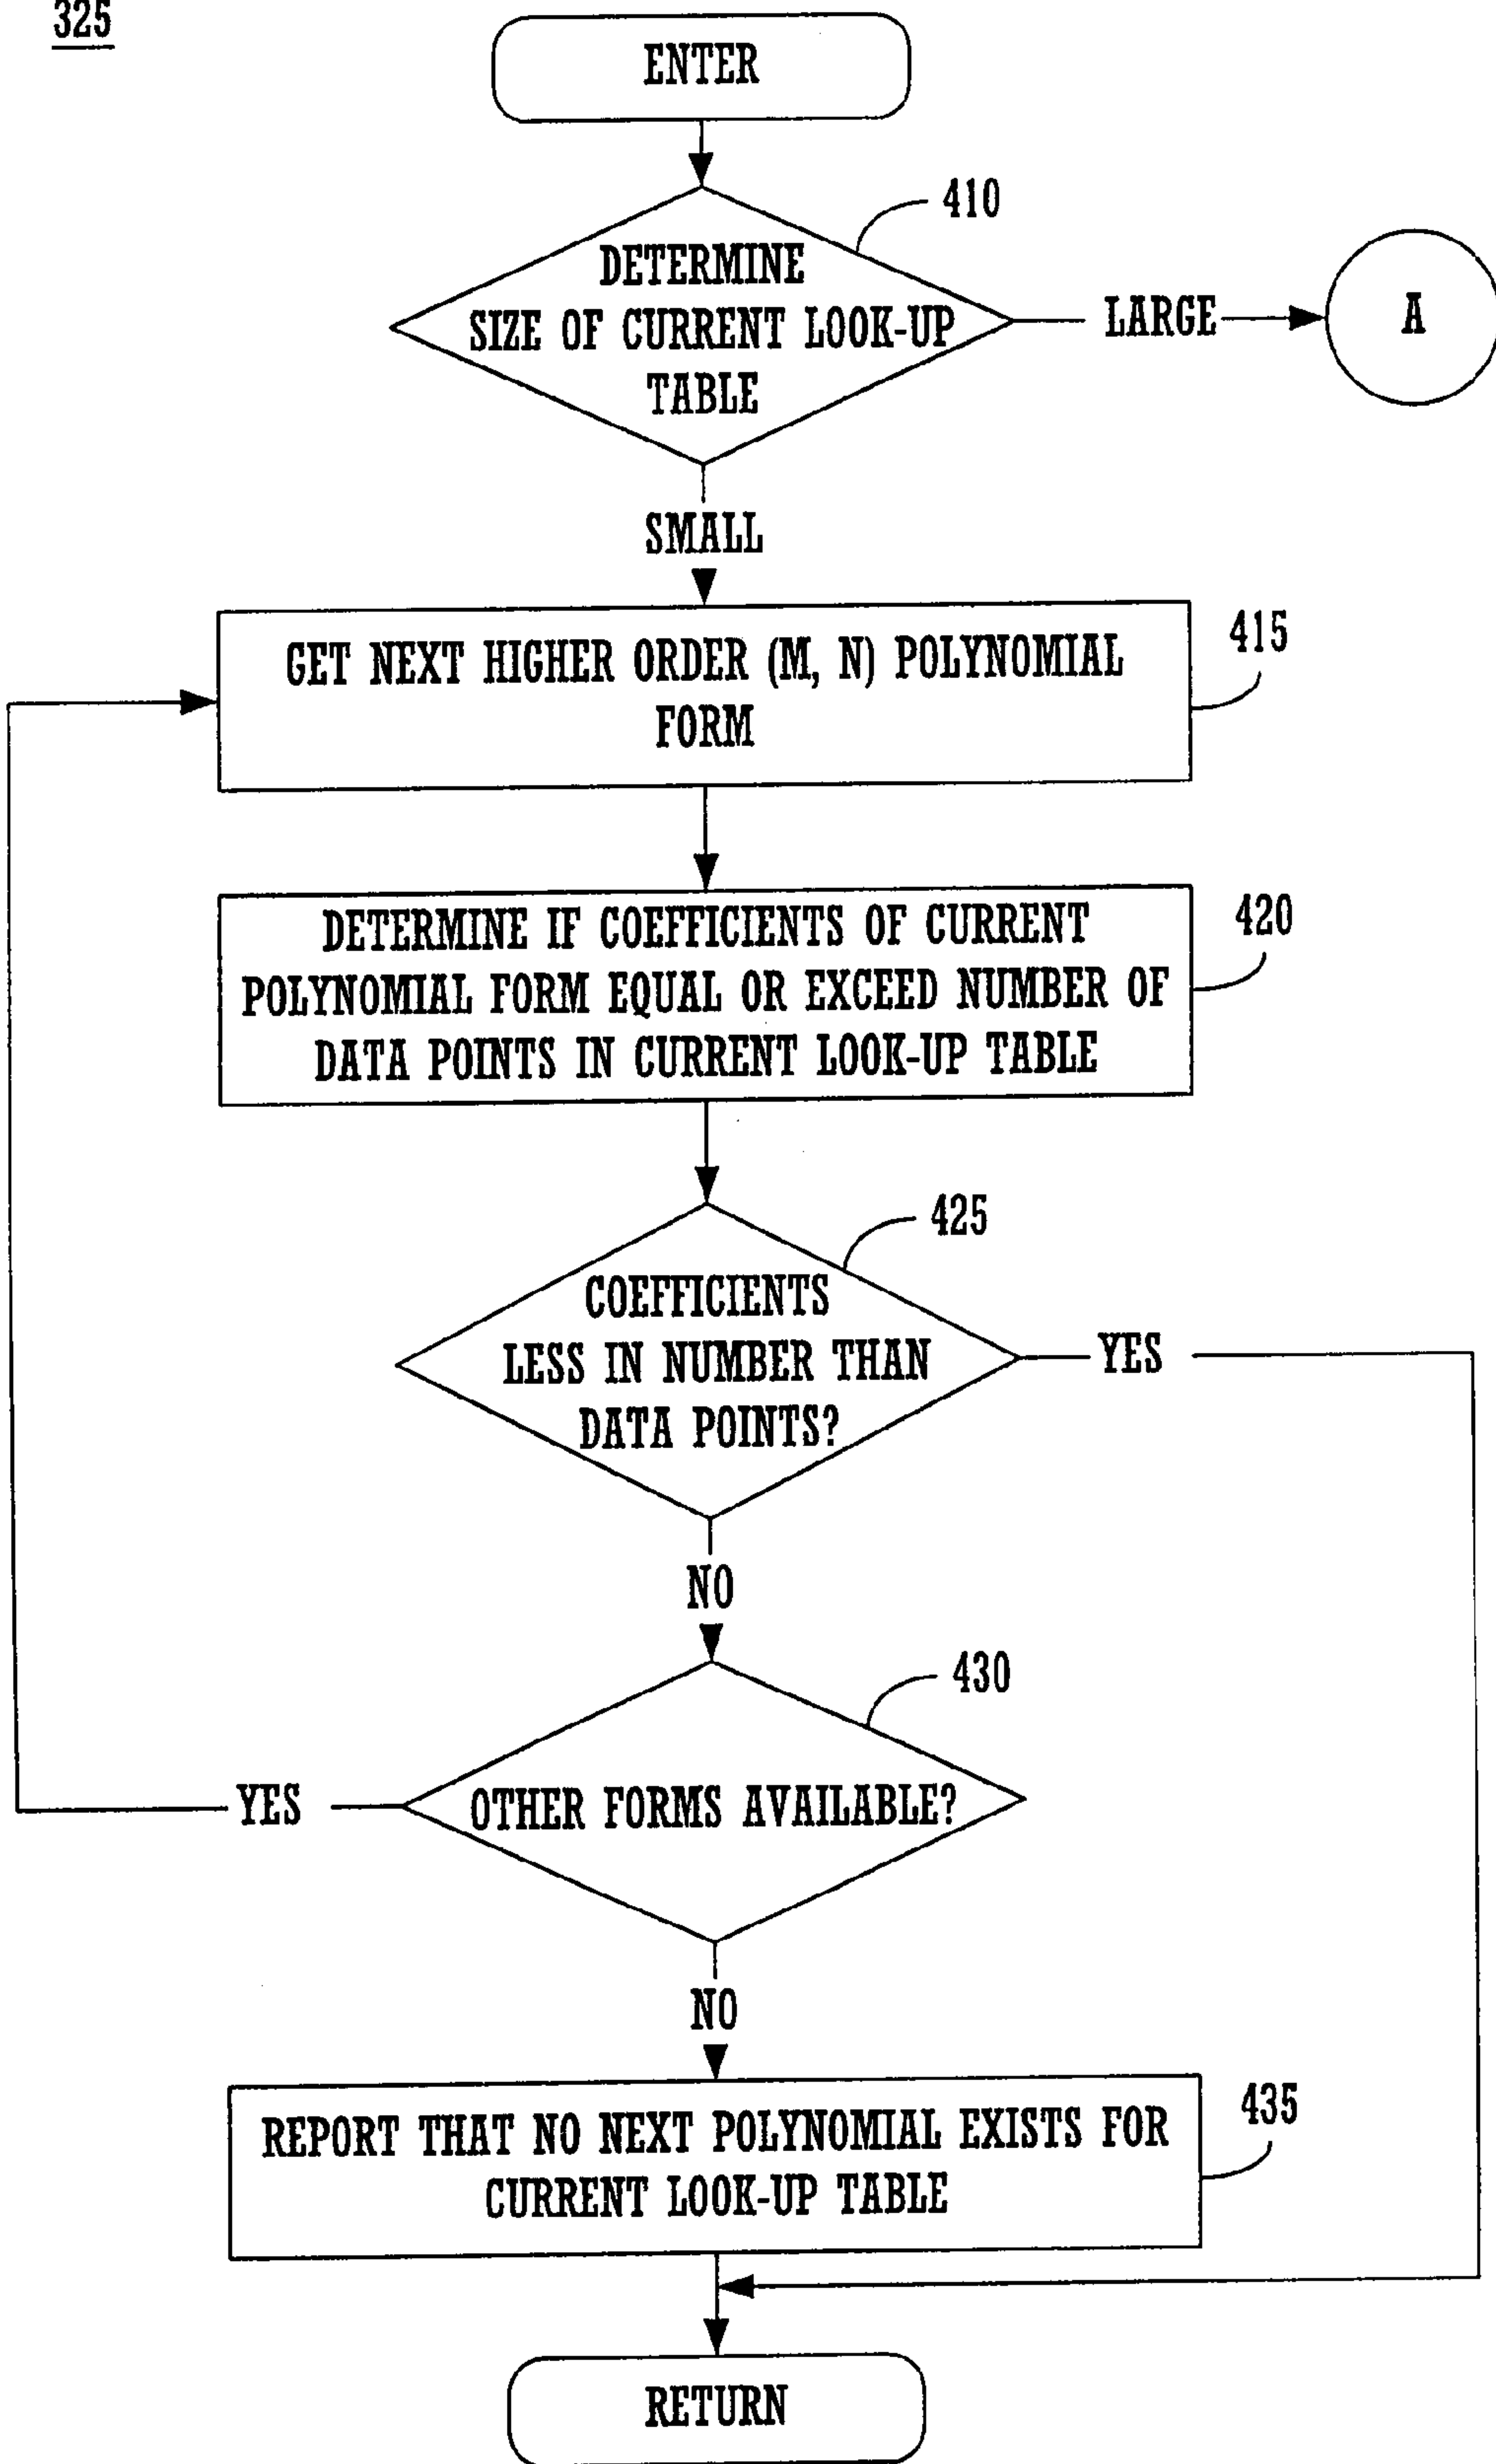 325
ENTER
410
DETERMINE
SIZE OF CURRENT LOOK-UP
TABLE
LARGE
A
SMALL
GET NEXT HIGHER ORDER (M, N) POLYNOMIAL
FORM
415
DETERMINE IF COEFFICIENTS OF CURRENT
POLYNOMIAL FORM EQUAL OR EXCEED NUMBER OF
DATA POINTS IN CURRENT LOOK-UP TABLE
420
425
COEFFICIENTS
LESS IN NUMBER THAN
DATA POINTS?
YES
NO
430
OTHER FORMS AVAILABLE?
YES
NO
REPORT THAT NO NEXT POLYNOMIAL EXISTS FOR
CURRENT LOOK-UP TABLE
435
RETURN